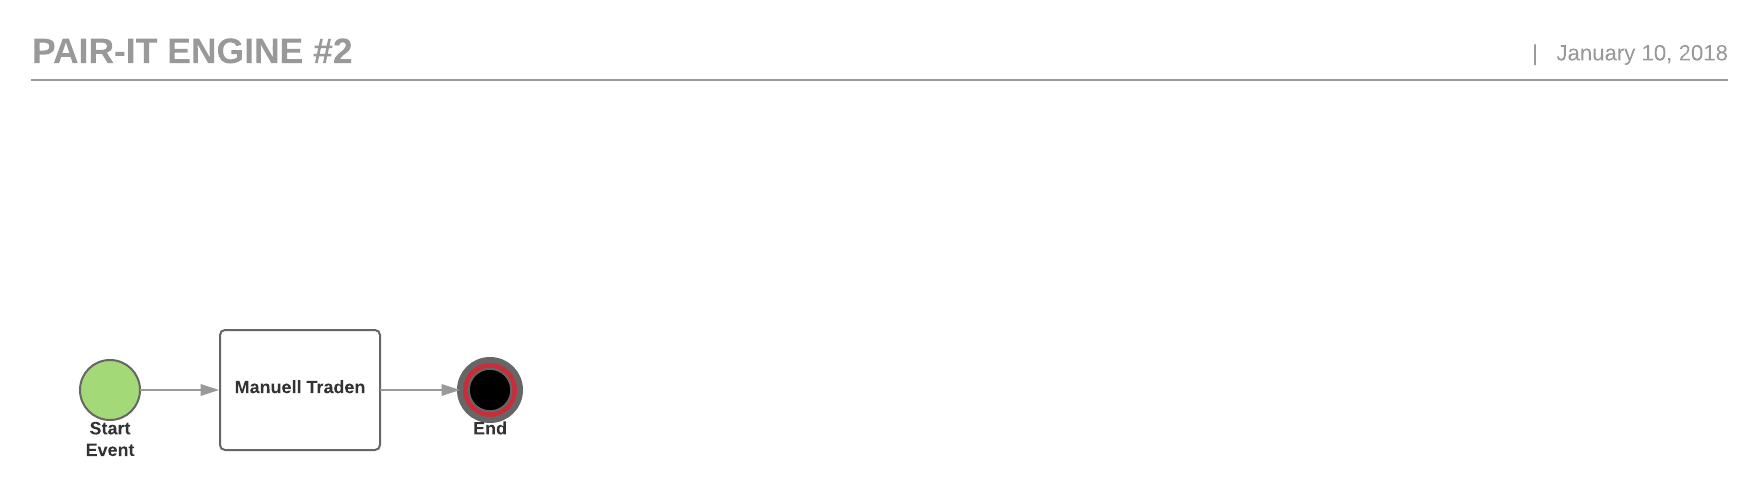 PAIR-IT ENGINE #2
| January 10, 2018
Manuell Traden
Start
Event
End